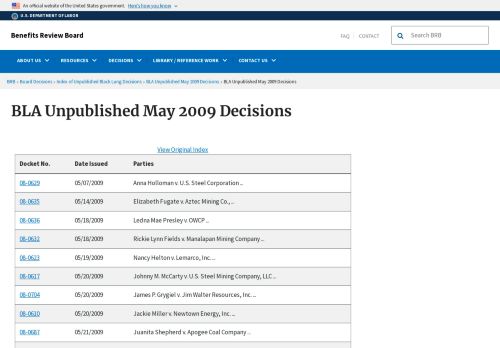 An official website of the United States government. Here's how you know
U.S. DEPARTMENT OF LABOR
Benefits Review Board
FAQ CONTACT
Search BRB
ABOUT US RESOURCES DECISIONS LIBRARY / REFERENCE WORK CONTACT US
BRB » Board Decisions » Index of Unpublished Black Lung Decisions » BLA Unpublished May 2009 Decisions » BLA Unpublished May 2009 Decisions
BLA Unpublished May 2009 Decisions
View Original Index
Docket No. Date Issued Parties
08-0629 05/07/2009 Anna Holloman v. U.S. Steel Corporation ...
08-0635 05/14/2009 Elizabeth Fugate v. Aztec Mining Co., ...
08-0636 05/18/2009 Ledna Mae Presley v. OWCP ...
08-0632 05/18/2009 Rickie Lynn Fields v. Manalapan Mining Company ...
08-0623 05/19/2009 Nancy Helton v. Lemarco, Inc. ...
08-0617 05/20/2009 Johnny M. McCarty v. U.S. Steel Mining Company, LLC ...
08-0704 05/20/2009 James P. Grygiel v. Jim Walter Resources, Inc. ...
08-0610 05/20/2009 Jackie Miller v. Newtown Energy, Inc. ...
08-0687 05/21/2009 Juanita Shepherd v. Apogee Coal Company ...